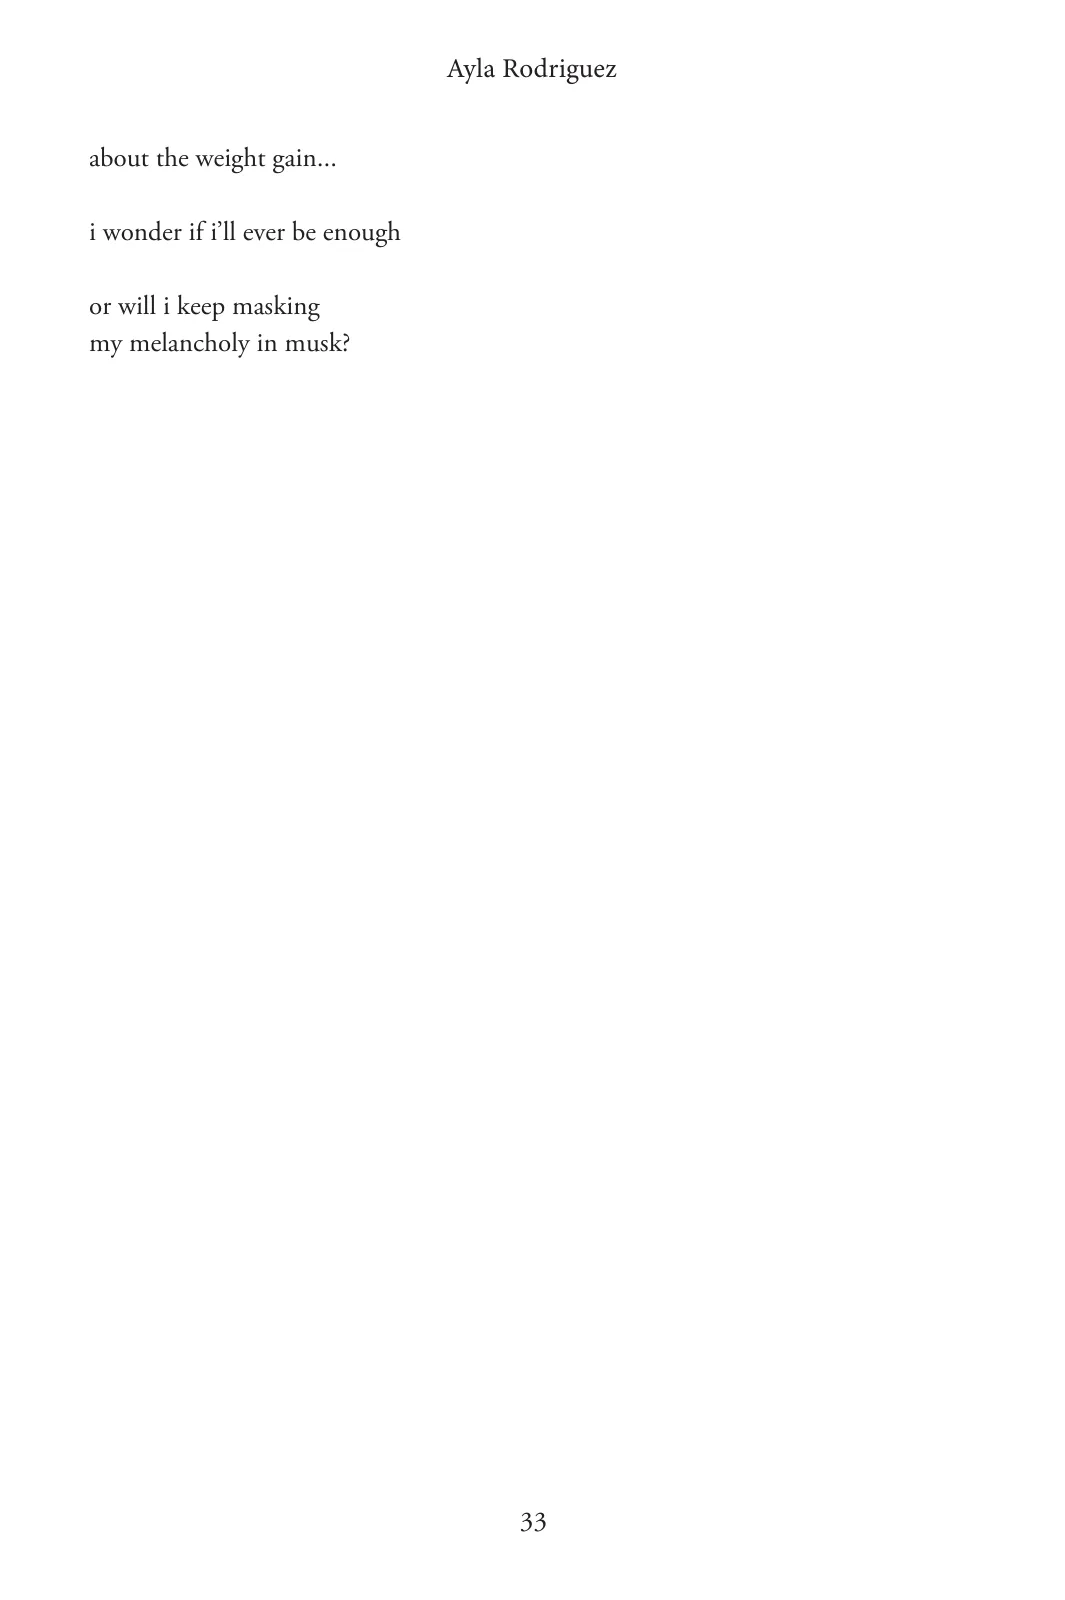 Ayla Rodriguez
about the weight gain...
i wonder if i’ll ever be enough
or will i keep masking
my melancholy in musk?
33